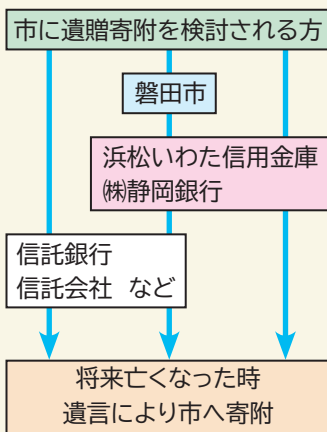 市に遺贈寄附を検討される方
磐田市
浜松いわた信用金庫
㈱静岡銀行
信託銀行
信託会社 など
将来亡くなった時
遺言により市へ寄附